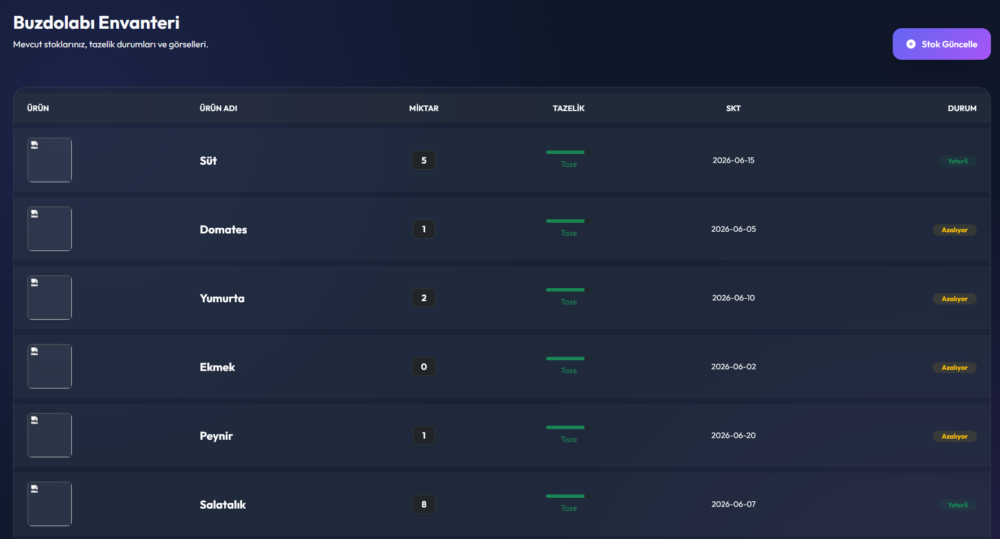 Buzdolabı Envanteri
Mevcut stoklarınız, tazelik durumları ve görselleri.
Stok Güncelle
ÜRÜN ÜRÜN ADI MİKTAR TAZELİK SKT DURUM
Süt 5 Taze 2026-06-15 Yeterli
Domates 1 Taze 2026-06-05 Azalıyor
Yumurta 2 Taze 2026-06-10 Azalıyor
Ekmek 0 Taze 2026-06-02 Azalıyor
Peynir 1 Taze 2026-06-20 Azalıyor
Salatalık 8 Taze 2026-06-07 Yeterli